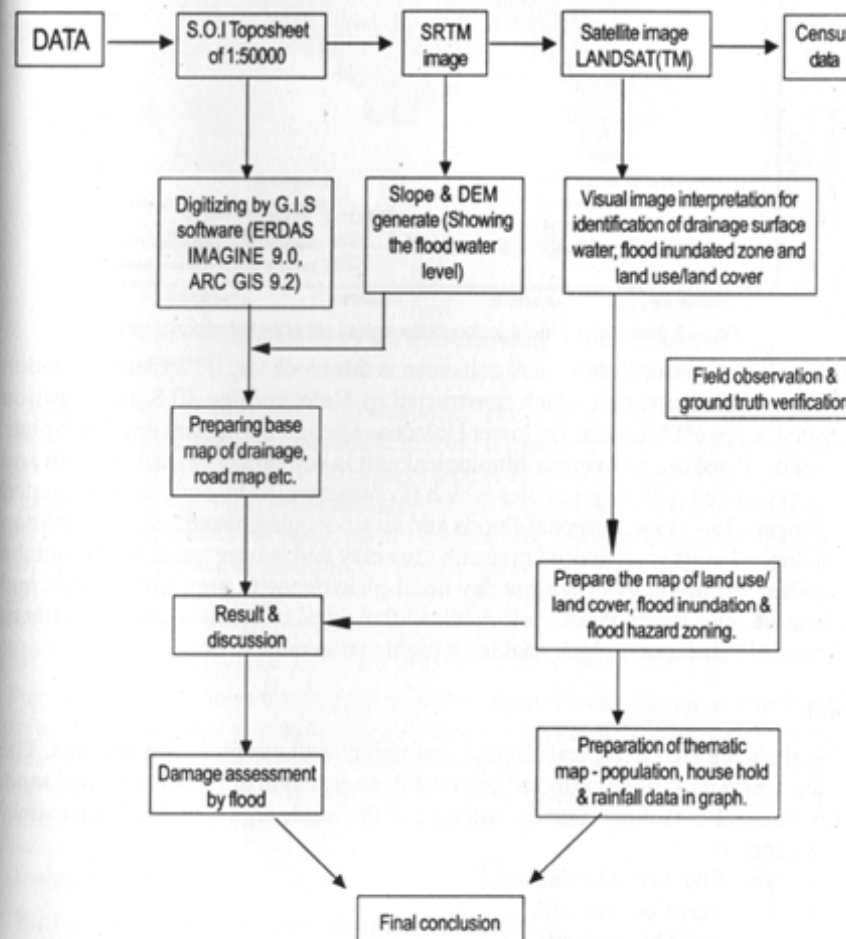 DATA
S.O.I Toposheet
of 1:50000
SRTM
image
Satellite image
LANDSAT(TM)
Census
data
Digitizing by G.I.S
software (ERDAS
IMAGINE 9.0,
ARC GIS 9.2)
Slope & DEM
generate (Showing
the flood water
level)
Visual image interpretation for
identification of drainage surface
water, flood inundated zone and
land use/land cover
Field observation &
ground truth verification
Preparing base
map of drainage,
road map etc.
Prepare the map of land use/
land cover, flood inundation &
flood hazard zoning.
Result &
discussion
Preparation of thematic
map - population, house hold
& rainfall data in graph.
Damage assessment
by flood
Final conclusion